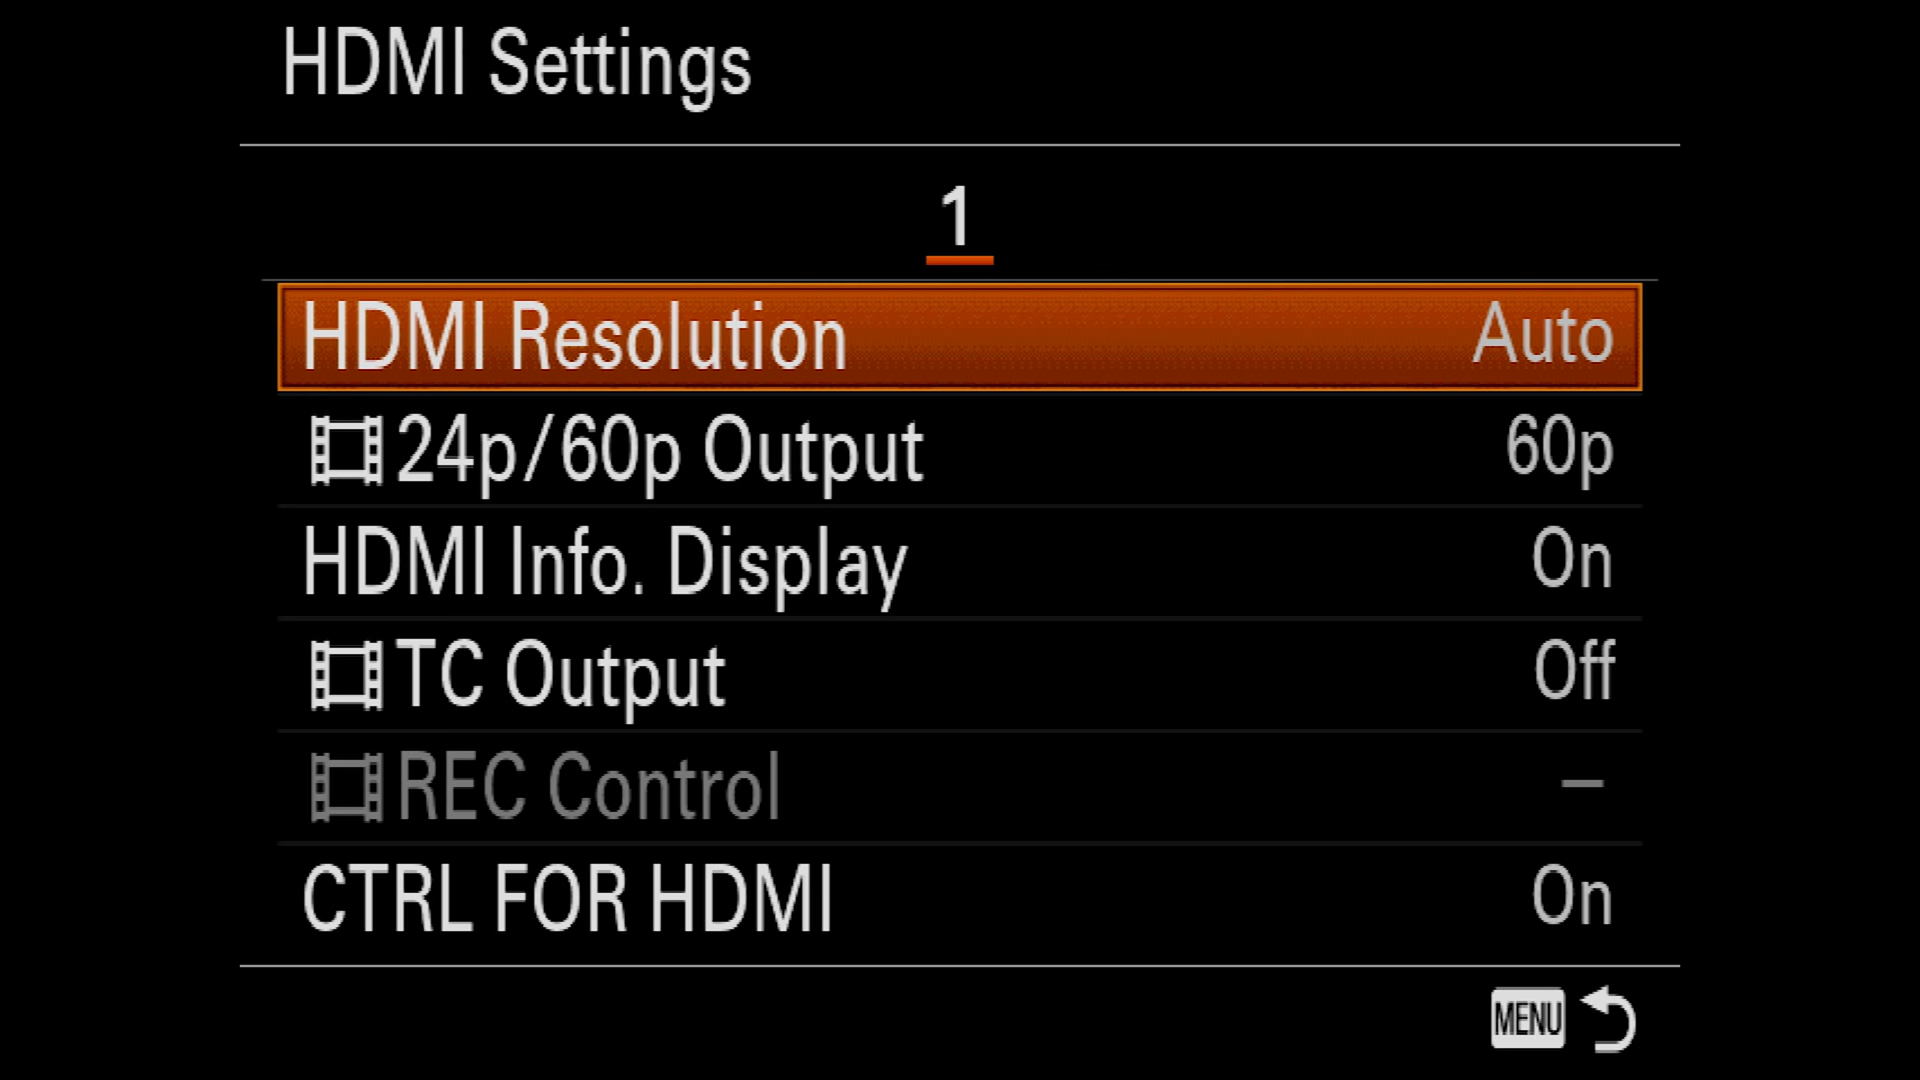 HDMI Settings
1
HDMI Resolution Auto
24p/60p Output 60p
HDMI Info. Display On
TC Output Off
REC Control –
CTRL FOR HDMI On
MENU